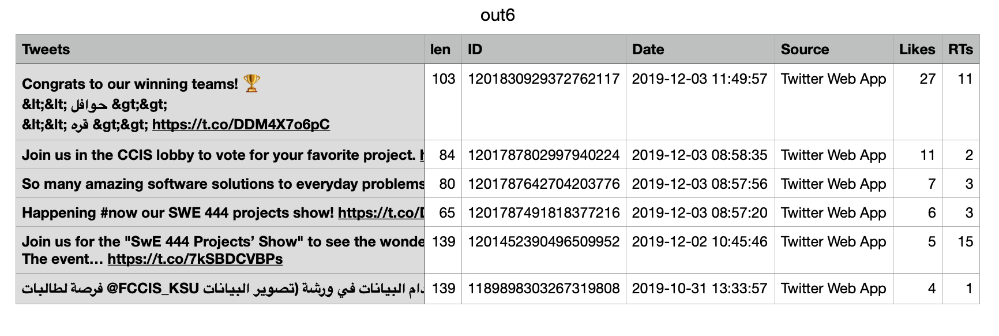 out6
Tweets len ID Date Source Likes RTs
Congrats to our winning teams! 🏆 103 1201830929372762117 2019-12-03 11:49:57 Twitter Web App 27 11
&lt;&lt; حوافل &gt;&gt;
&lt;&lt; قره &gt;&gt; https://t.co/DDM4X7o6pC
Join us in the CCIS lobby to vote for your favorite project. 84 1201787802997940224 2019-12-03 08:58:35 Twitter Web App 11 2
So many amazing software solutions to everyday problems 80 1201787642704203776 2019-12-03 08:57:56 Twitter Web App 7 3
Happening #now our SWE 444 projects show! https://t.co/D 65 1201787491818377216 2019-12-03 08:57:20 Twitter Web App 6 3
Join us for the "SwE 444 Projects’ Show" to see the wonde 139 1201452390496509952 2019-12-02 10:45:46 Twitter Web App 5 15
The event… https://t.co/7kSBDCVBPs
فرصة لطالبات @FCCIS_KSU دام البيانات في ورشة (تصوير البيانات 139 1189898303267319808 2019-10-31 13:33:57 Twitter Web App 4 1